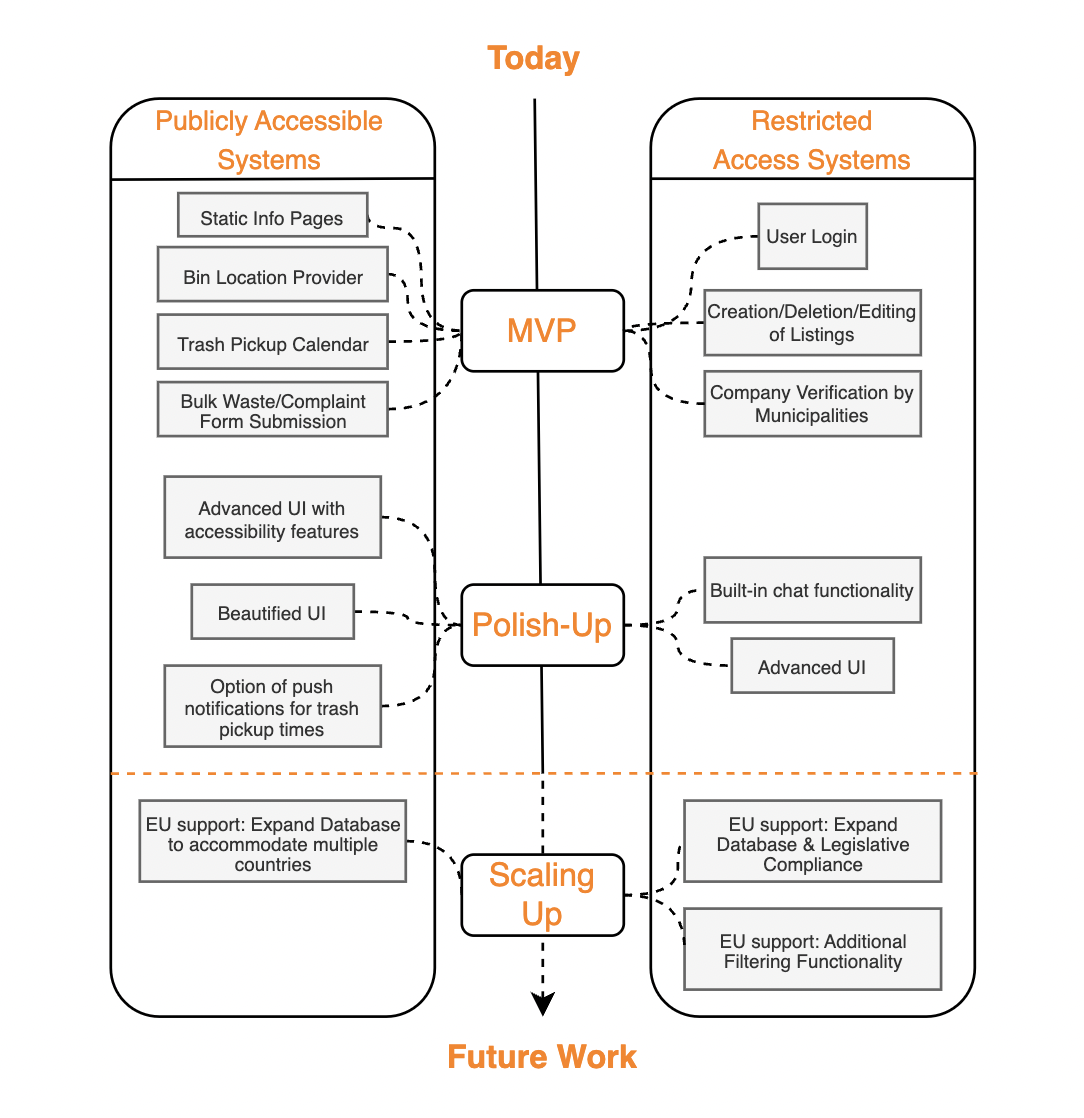 Today
Publicly Accessible
Systems
Static Info Pages
Bin Location Provider
Trash Pickup Calendar
Bulk Waste/Complaint
Form Submission
Advanced UI with
accessibility features
Beautified UI
Option of push
notifications for trash
pickup times
EU support: Expand Database
to accommodate multiple
countries
MVP
Polish-Up
Scaling
Up
Restricted
Access Systems
User Login
Creation/Deletion/Editing
of Listings
Company Verification by
Municipalities
Built-in chat functionality
Advanced UI
EU support: Expand
Database & Legislative
Compliance
EU support: Additional
Filtering Functionality
Future Work